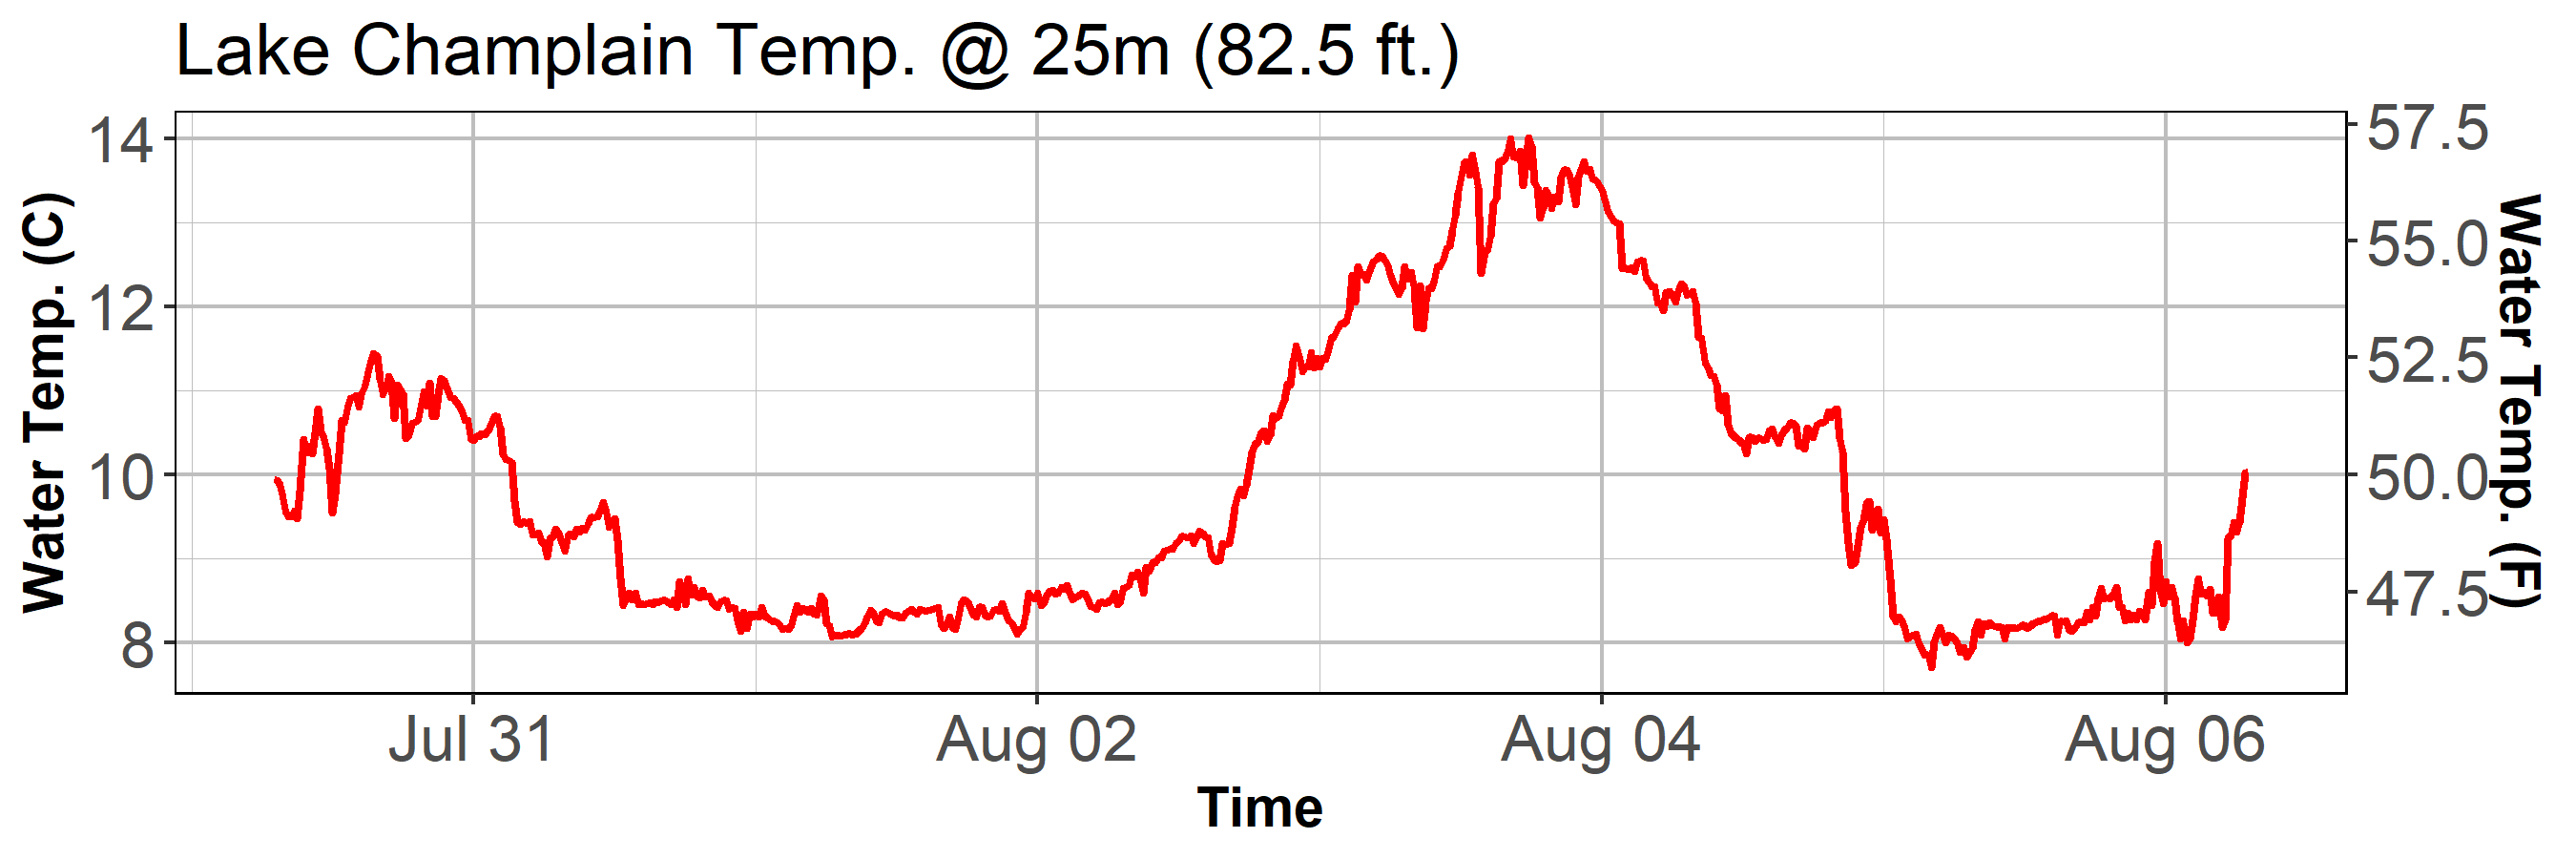 Lake Champlain Temp. @ 25m (82.5 ft.)
Water Temp. (C)
14
12
10
8
57.5
55.0
52.5
50.0
47.5
Water Temp. (F)
Jul 31
Aug 02
Aug 04
Aug 06
Time